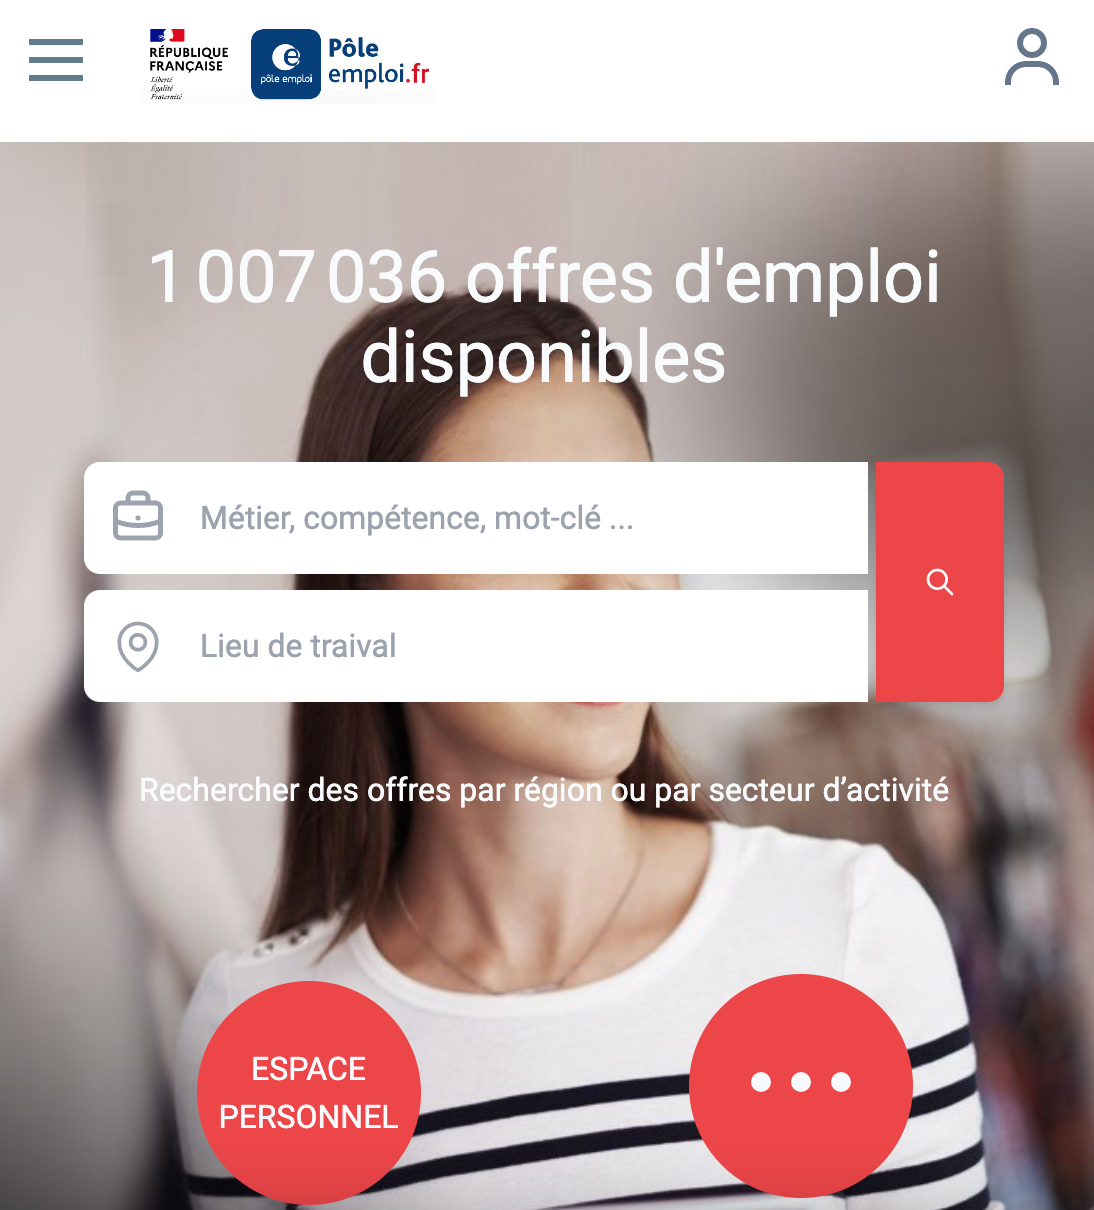 RÉPUBLIQUE
FRANÇAISE
Liberté
Égalité
Fraternité
pôle emploi
Pôle
emploi.fr
1 007 036 offres d'emploi
disponibles
Métier, compétence, mot-clé ...
Lieu de traival
Rechercher des offres par région ou par secteur d’activité
ESPACE
PERSONNEL